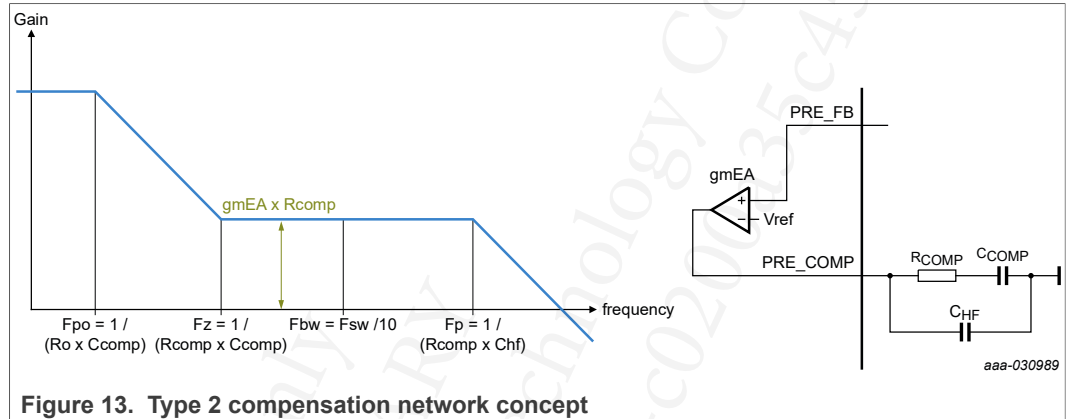 Gain
gmEA x Rcomp
frequency
Fpo = 1 /
(Ro x Ccomp)
Fz = 1 /
(Rcomp x Ccomp)
Fbw = Fsw /10
Fp = 1 /
(Rcomp x Chf)
PRE_FB
gmEA
+
−
Vref
PRE_COMP
RCOMP
CCOMP
CHF
aaa-030989
Figure 13. Type 2 compensation network concept